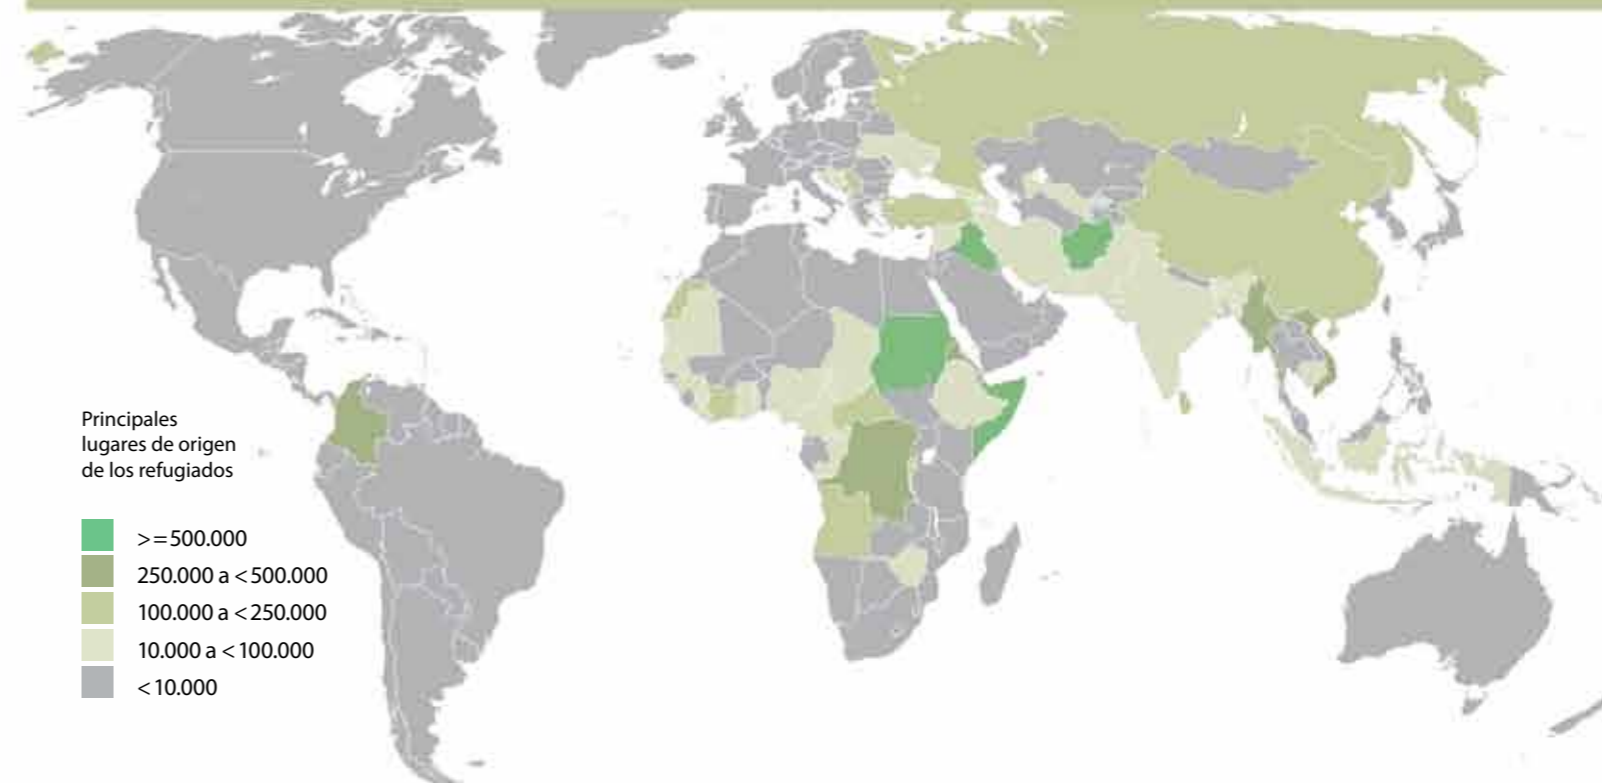 Principales
lugares de origen
de los refugiados
>=500.000
250.000 a <500.000
100.000 a <250.000
10.000 a <100.000
<10.000